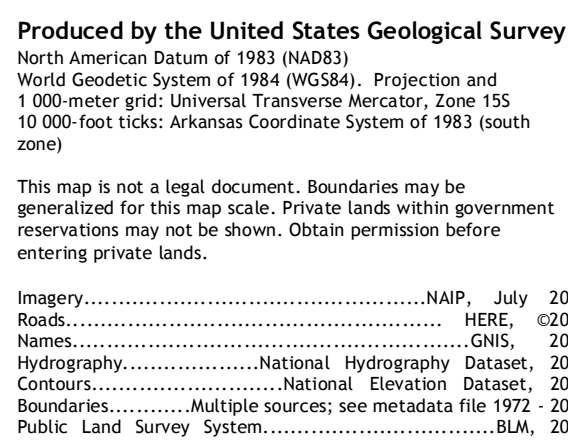 Produced by the United States Geological Survey
North American Datum of 1983 (NAD83)
World Geodetic System of 1984 (WGS84). Projection and
1 000-meter grid: Universal Transverse Mercator, Zone 15S
10 000-foot ticks: Arkansas Coordinate System of 1983 (south
zone)
This map is not a legal document. Boundaries may be
generalized for this map scale. Private lands within government
reservations may not be shown. Obtain permission before
entering private lands.
Imagery..........................................NAIP, July 20
Roads.............................................. HERE, ©20
Names................................................GNIS, 20
Hydrography....................National Hydrography Dataset, 20
Contours.......................National Elevation Dataset, 20
Boundaries............Multiple sources; see metadata file 1972 - 20
Public Land Survey System..................................BLM, 20